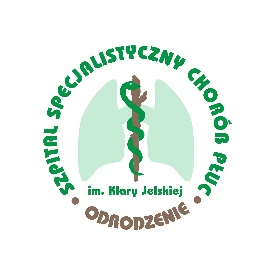 SZPITAL SPECJALISTYCZNY CHORÓB PŁUC
im. Klary Jelskiej
• ODRODZENIE •